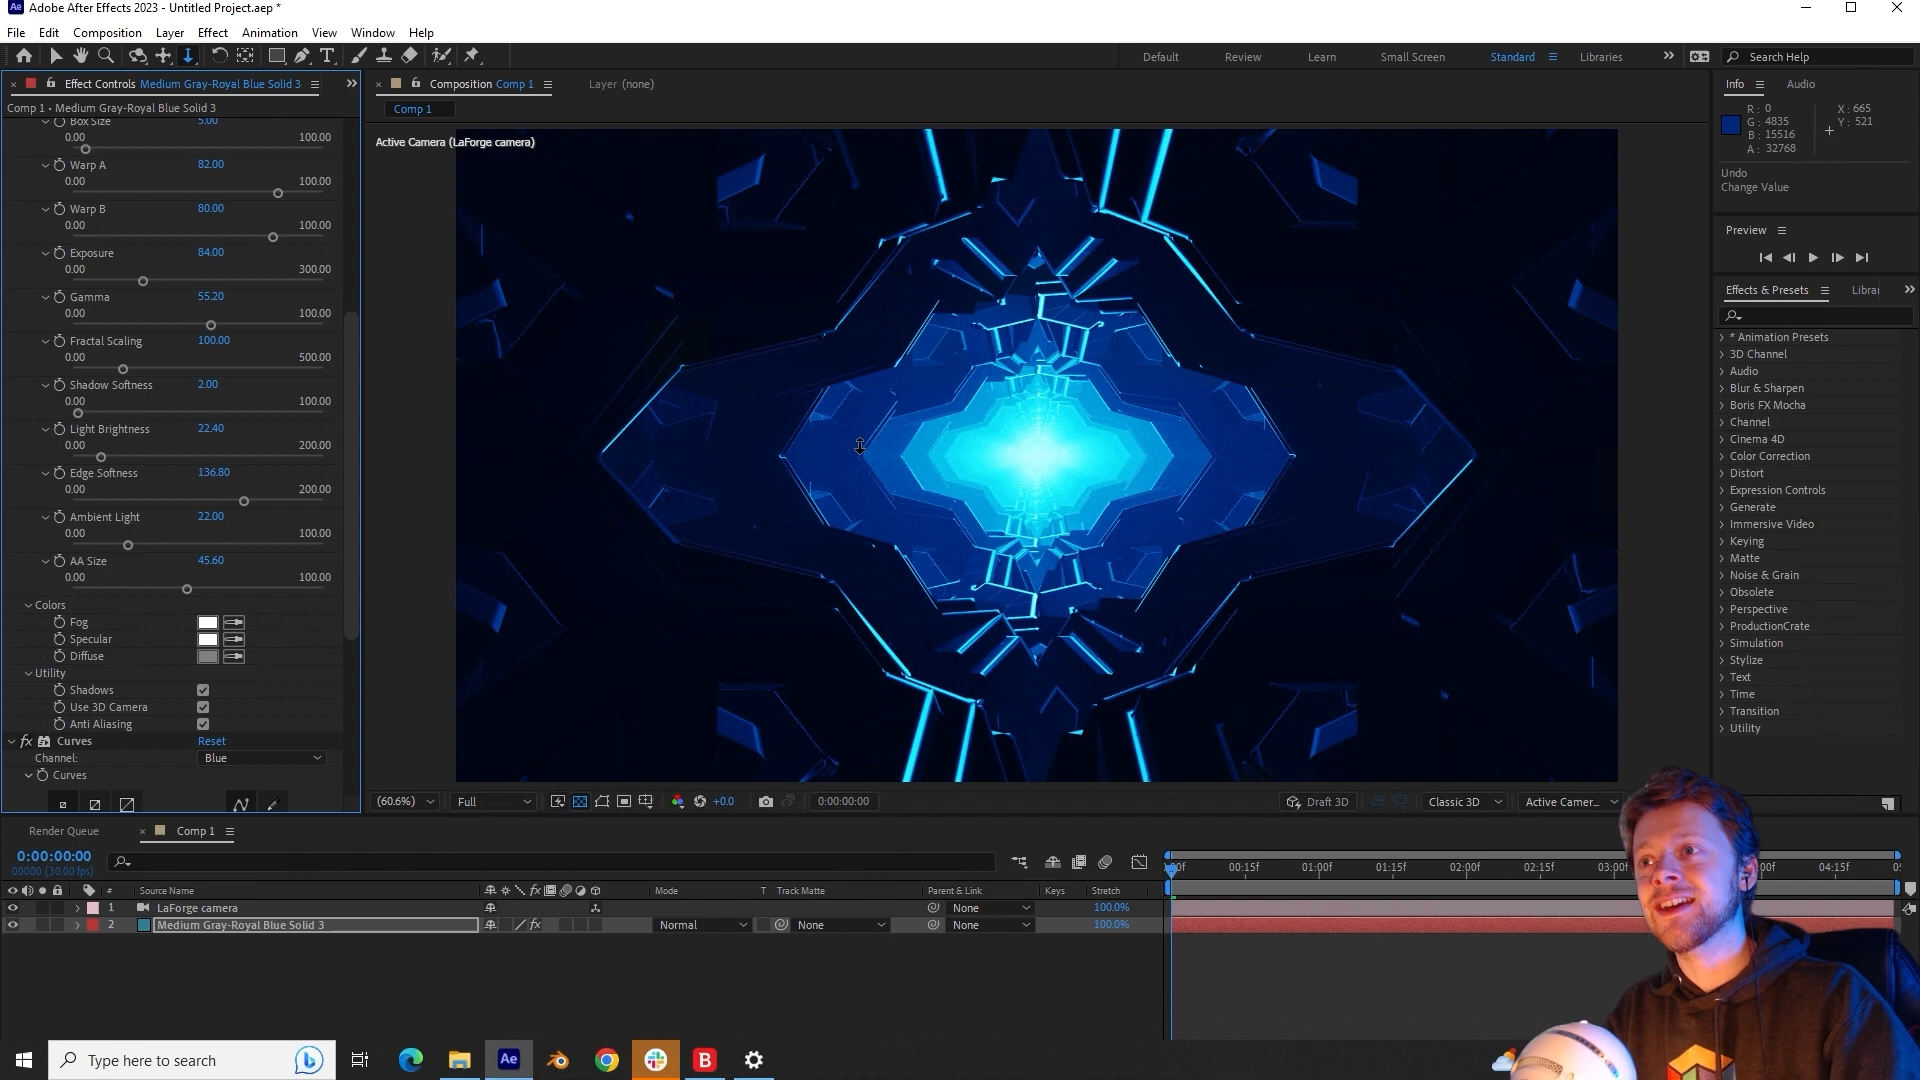 Adobe After Effects 2023 - Untitled Project.aep *
File Edit Composition Layer Effect Animation View Window Help
Default Review Learn Small Screen Standard Libraries Search Help
Effect Controls Medium Gray-Royal Blue Solid 3
Comp 1 • Medium Gray-Royal Blue Solid 3
Box Size 5.00
0.00 100.00
Warp A 82.00
0.00 100.00
Warp B 80.00
0.00 100.00
Exposure 84.00
0.00 300.00
Gamma 55.20
0.00 100.00
Fractal Scaling 100.00
0.00 500.00
Shadow Softness 2.00
0.00 100.00
Light Brightness 22.40
0.00 200.00
Edge Softness 136.80
0.00 200.00
Ambient Light 22.00
0.00 100.00
AA Size 45.60
0.00 100.00
Colors
Fog
Specular
Diffuse
Utility
Shadows
Use 3D Camera
Anti Aliasing
fx Curves Reset
Channel: Blue
Curves
Composition Comp 1 Layer (none)
Comp 1
Active Camera (LaForge camera)
(60.6%) Full +0.0 0:00:00:00 Draft 3D Classic 3D Active Camer...
Info Audio
R : 0 X : 665
G : 4835 Y : 521
B : 15516
A : 32768
Undo
Change Value
Preview
Effects & Presets Librar
* Animation Presets
3D Channel
Audio
Blur & Sharpen
Boris FX Mocha
Channel
Cinema 4D
Color Correction
Distort
Expression Controls
Generate
Immersive Video
Keying
Matte
Noise & Grain
Obsolete
Perspective
ProductionCrate
Simulation
Stylize
Text
Time
Transition
Utility
Render Queue Comp 1
0:00:00:00
00000 (30.00 fps)
# Source Name fx Mode T Track Matte Parent & Link Keys Stretch
1 LaForge camera None 100.0%
2 Medium Gray-Royal Blue Solid 3 fx Normal None None 100.0%
00f 00:15f 01:00f 01:15f 02:00f 02:15f 03:00f 00f 04:15f
Type here to search
Ae
B